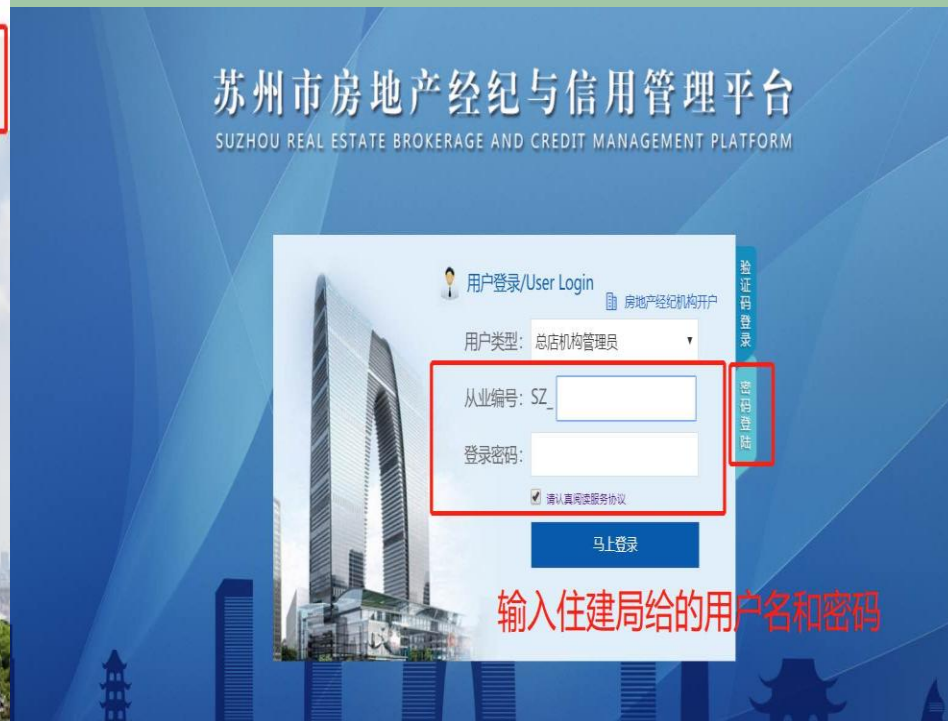 苏州市房地产经纪与信用管理平台
SUZHOU REAL ESTATE BROKERAGE AND CREDIT MANAGEMENT PLATFORM
用户登录/User Login
房地产经纪机构开户
用户类型: 总店机构管理员
从业编号: SZ_
登录密码:
请认真阅读服务协议
马上登录
验证码登录
密码登陆
输入住建局给的用户名和密码